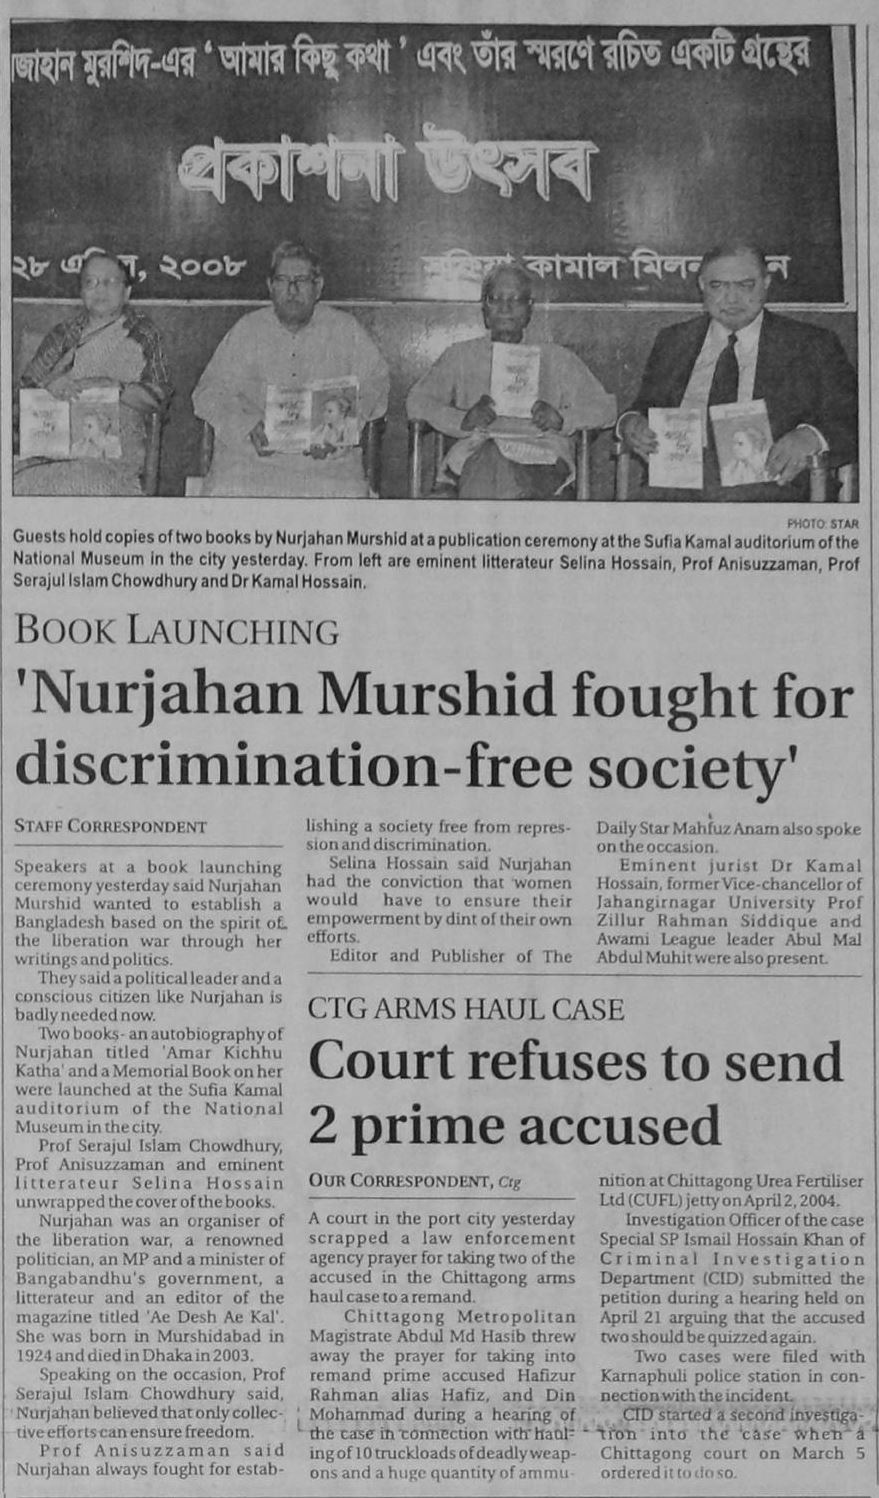 জাহান মুরশিদ-এর ‘আমার কিছু কথা’ এবং তাঁর স্মরণে রচিত একটি গ্রন্থের
প্রকাশনা উৎসব
২৮ এপ্রিল, ২০০৮
কামাল মিলন
PHOTO: STAR
Guests hold copies of two books by Nurjahan Murshid at a publication ceremony at the Sufia Kamal auditorium of the
National Museum in the city yesterday. From left are eminent litterateur Selina Hossain, Prof Anisuzzaman, Prof
Serajul Islam Chowdhury and Dr Kamal Hossain.
BOOK LAUNCHING
'Nurjahan Murshid fought for
discrimination-free society'
STAFF CORRESPONDENT
Speakers at a book launching
ceremony yesterday said Nurjahan
Murshid wanted to establish a
Bangladesh based on the spirit of
the liberation war through her
writings and politics.
They said a political leader and a
conscious citizen like Nurjahan is
badly needed now.
Two books- an autobiography of
Nurjahan titled 'Amar Kichhu
Katha' and a Memorial Book on her
were launched at the Sufia Kamal
auditorium of the National
Museum in the city.
Prof Serajul Islam Chowdhury,
Prof Anisuzzaman and eminent
litterateur Selina Hossain
unwrapped the cover of the books.
Nurjahan was an organiser of
the liberation war, a renowned
politician, an MP and a minister of
Bangabandhu's government, a
litterateur and an editor of the
magazine titled 'Ae Desh Ae Kal'.
She was born in Murshidabad in
1924 and died in Dhaka in 2003.
Speaking on the occasion, Prof
Serajul Islam Chowdhury said,
Nurjahan believed that only collec-
tive efforts can ensure freedom.
Prof Anisuzzaman said
Nurjahan always fought for estab-
lishing a society free from repres-
sion and discrimination.
Selina Hossain said Nurjahan
had the conviction that women
would have to ensure their
empowerment by dint of their own
efforts.
Editor and Publisher of The
Daily Star Mahfuz Anam also spoke
on the occasion.
Eminent jurist Dr Kamal
Hossain, former Vice-chancellor of
Jahangirnagar University Prof
Zillur Rahman Siddique and
Awami League leader Abul Mal
Abdul Muhit were also present.
CTG ARMS HAUL CASE
Court refuses to send
2 prime accused
OUR CORRESPONDENT, Ctg
A court in the port city yesterday
scrapped a law enforcement
agency prayer for taking two of the
accused in the Chittagong arms
haul case to a remand.
Chittagong Metropolitan
Magistrate Abdul Md Hasib threw
away the prayer for taking into
remand prime accused Hafizur
Rahman alias Hafiz, and Din
Mohammad during a hearing of
the case in connection with haul-
ing of 10 truckloads of deadly weap-
ons and a huge quantity of ammu-
nition at Chittagong Urea Fertiliser
Ltd (CUFL) jetty on April 2, 2004.
Investigation Officer of the case
Special SP Ismail Hossain Khan of
Criminal Investigation
Department (CID) submitted the
petition during a hearing held on
April 21 arguing that the accused
two should be quizzed again.
Two cases were filed with
Karnaphuli police station in con-
nection with the incident.
CID started a second investiga-
tion into the case when a
Chittagong court on March 5
ordered it to do so.